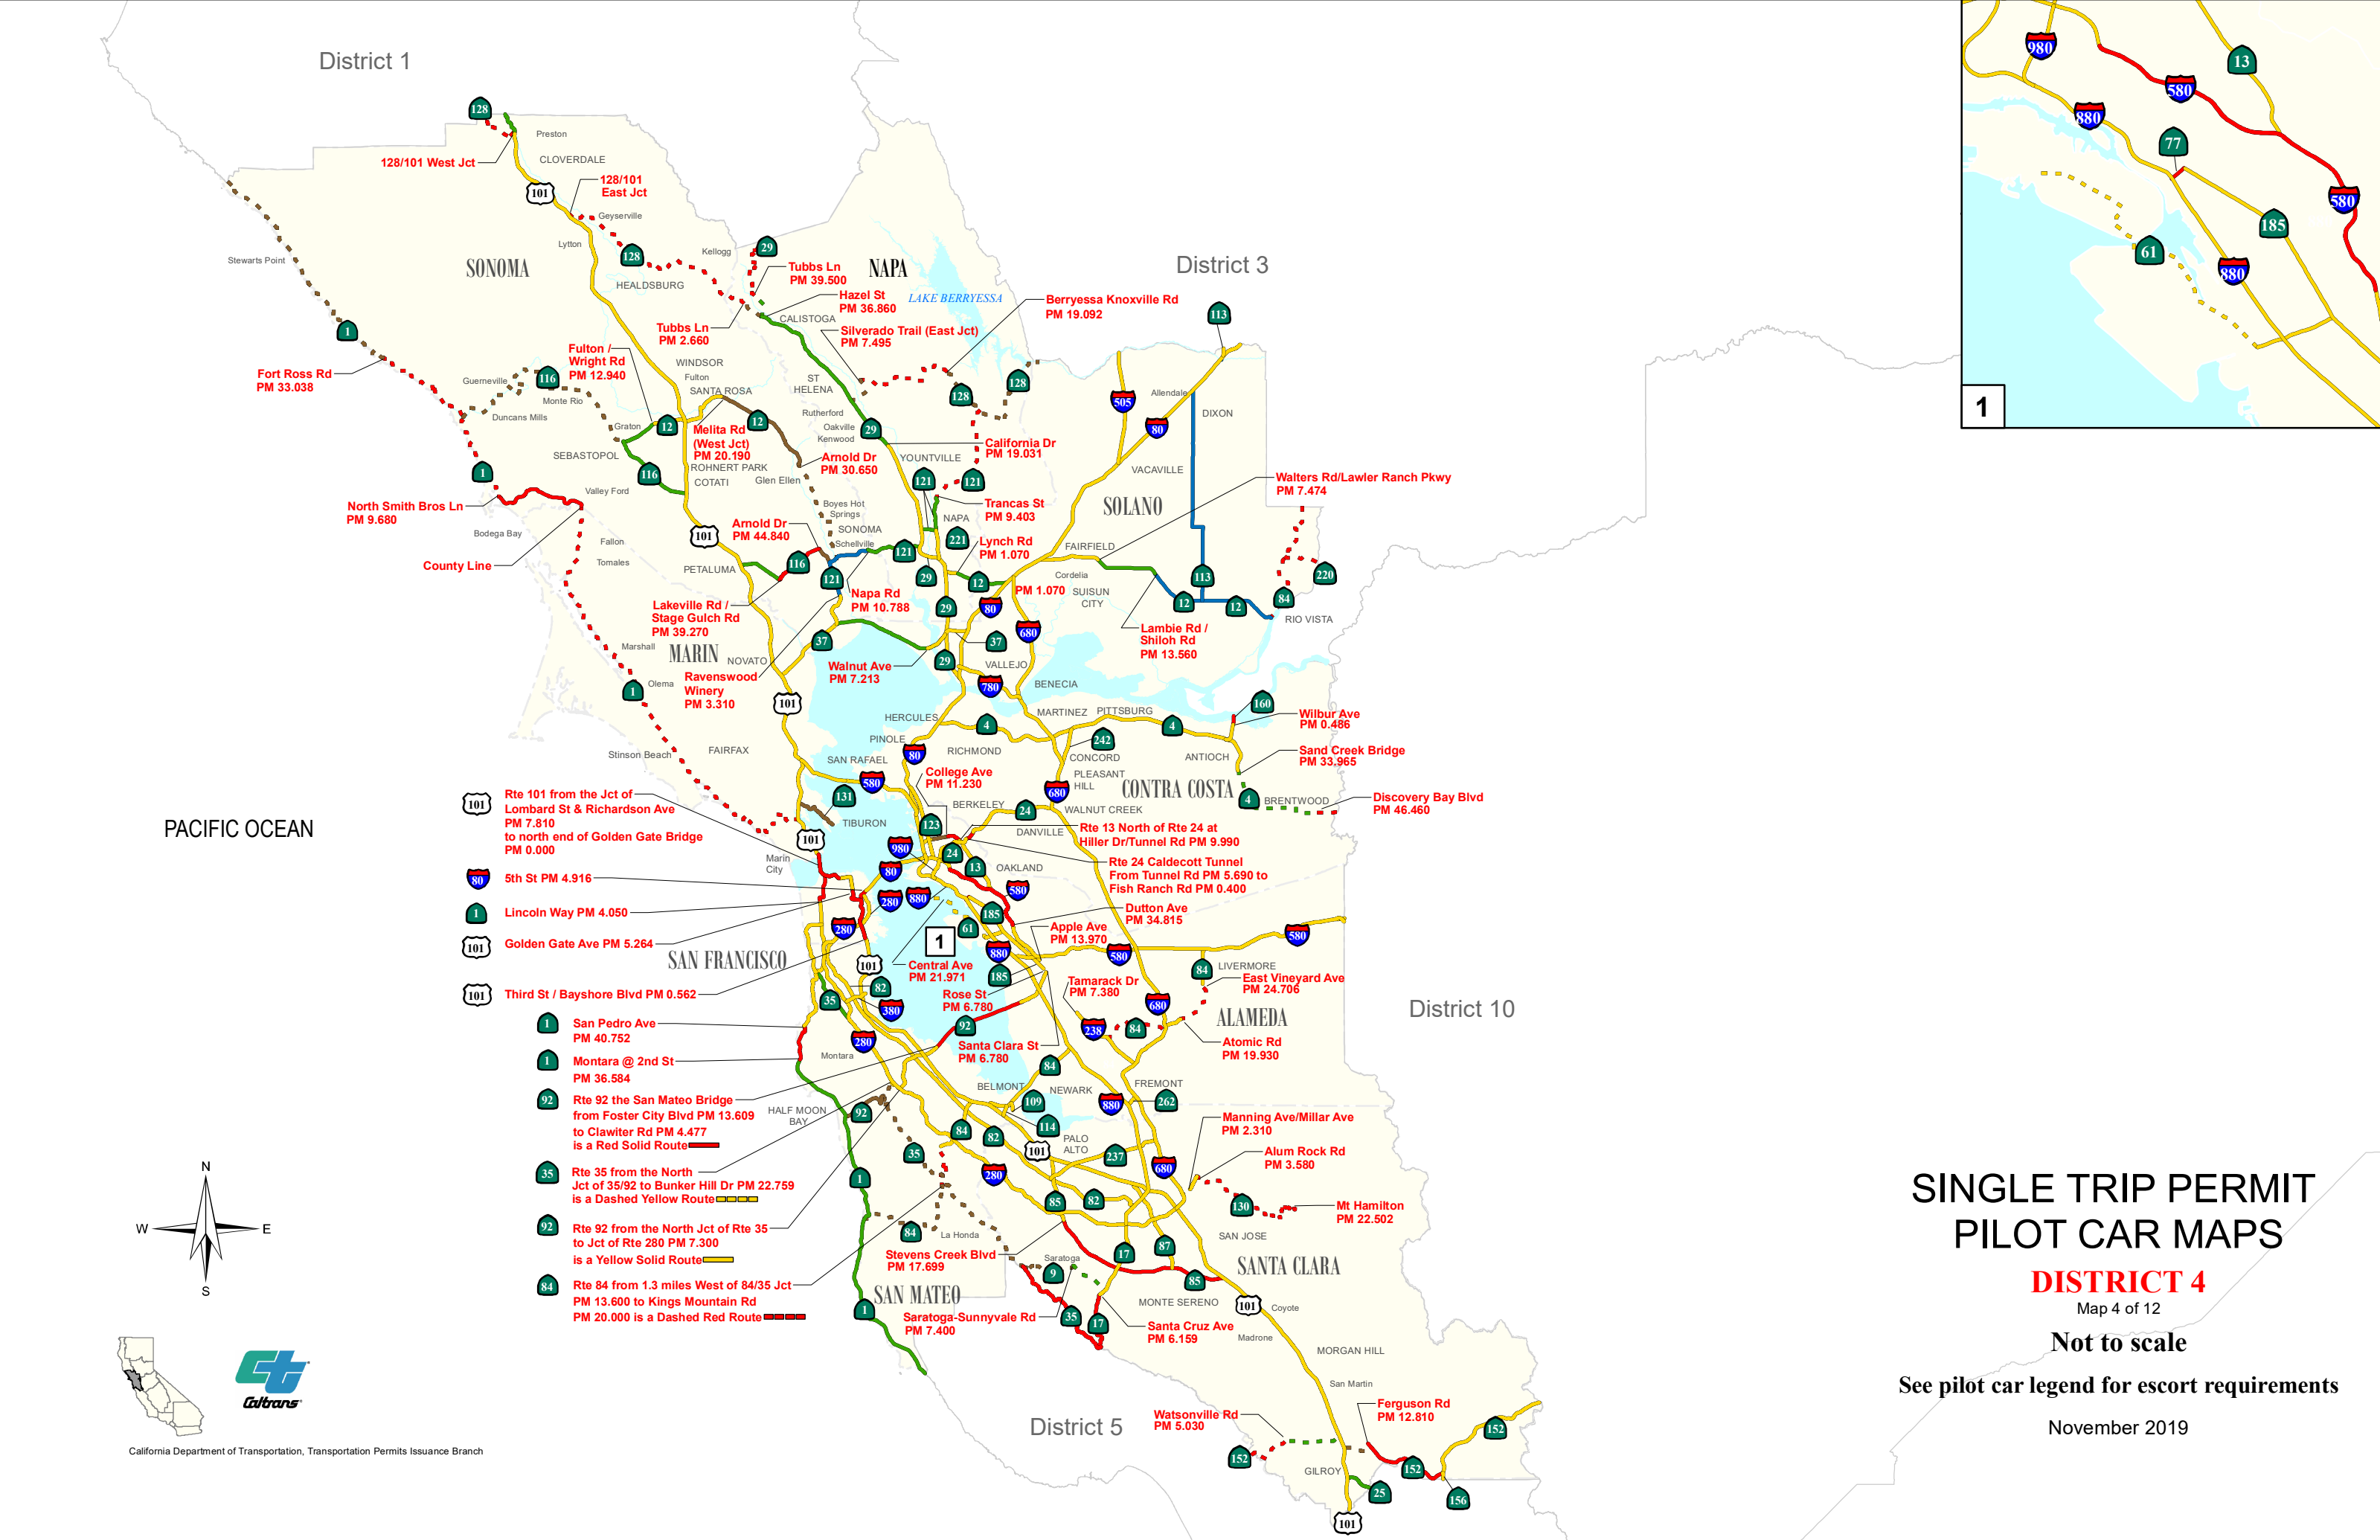 District 1
128
Preston
CLOVERDALE
128/101 West Jct
128/101
East Jct
101
Geyserville
Lytton
128
Kellogg
29
Stewarts Point
SONOMA
HEALDSBURG
NAPA
Tubbs Ln
PM 39.500
Hazel St
PM 36.860
LAKE BERRYESSA
District 3
Berryessa Knoxville Rd
PM 19.092
113
CALISTOGA
Tubbs Ln
PM 2.660
Silverado Trail (East Jct)
PM 7.495
1
Fort Ross Rd
PM 33.038
Fulton /
Wright Rd
PM 12.940
WINDSOR
Fulton
SANTA ROSA
Guerneville
116
Monte Rio
Duncans Mills
ST
HELENA
128
128
505
Allendale
DIXON
80
Rutherford
Oakville
Kenwood
29
Graton
12
12
Melita Rd
(West Jct)
PM 20.190
ROHNERT PARK
COTATI
SEBASTOPOL
116
Arnold Dr
PM 30.650
Glen Ellen
California Dr
PM 19.031
YOUNTVILLE
121
121
VACAVILLE
SOLANO
Walters Rd/Lawler Ranch Pkwy
PM 7.474
1
Valley Ford
North Smith Bros Ln
PM 9.680
Bodega Bay
Boyes Hot
Springs
SONOMA
Schellville
Trancas St
PM 9.403
NAPA
221
Lynch Rd
PM 1.070
Arnold Dr
PM 44.840
101
Fallon
Tomales
County Line
PETALUMA
116
121
121
29
12
FAIRFIELD
Cordelia
PM 1.070
SUISUN
CITY
113
12
12
84
220
RIO VISTA
Lakeville Rd /
Stage Gulch Rd
PM 39.270
Napa Rd
PM 10.788
29
80
680
37
37
Lambie Rd /
Shiloh Rd
PM 13.560
Marshall
MARIN
NOVATO
Walnut Ave
PM 7.213
29
VALLEJO
780
BENECIA
Ravenswood
Winery
PM 3.310
1
Olema
101
160
Wilbur Ave
PM 0.486
HERCULES
4
MARTINEZ
PITTSBURG
4
PINOLE
80
RICHMOND
242
CONCORD
ANTIOCH
Sand Creek Bridge
PM 33.965
Stinson Beach
FAIRFAX
SAN RAFAEL
580
College Ave
PM 11.230
PLEASANT
HILL
680
CONTRA COSTA
4
BRENTWOOD
Discovery Bay Blvd
PM 46.460
131
TIBURON
BERKELEY
24
WALNUT CREEK
123
DANVILLE
101
Rte 101 from the Jct of
Lombard St & Richardson Ave
PM 7.810
to north end of Golden Gate Bridge
PM 0.000
101
980
24
13
Rte 13 North of Rte 24 at
Hiller Dr/Tunnel Rd PM 9.990
Rte 24 Caldecott Tunnel
From Tunnel Rd PM 5.690 to
Fish Ranch Rd PM 0.400
PACIFIC OCEAN
Marin
City
OAKLAND
80
5th St PM 4.916
80
280
880
580
1
Lincoln Way PM 4.050
185
61
Dutton Ave
PM 34.815
280
101
Golden Gate Ave PM 5.264
1
Apple Ave
PM 13.970
880
580
580
SAN FRANCISCO
101
Central Ave
PM 21.971
185
84
LIVERMORE
East Vineyard Ave
PM 24.706
101
Third St / Bayshore Blvd PM 0.562
82
35
380
Rose St
PM 6.780
Tamarack Dr
PM 7.380
680
District 10
1
San Pedro Ave
PM 40.752
92
238
84
ALAMEDA
Atomic Rd
PM 19.930
280
Montara
Santa Clara St
PM 6.780
84
1
Montara @ 2nd St
PM 36.584
BELMONT
NEWARK
FREMONT
92
Rte 92 the San Mateo Bridge
from Foster City Blvd PM 13.609
to Clawiter Rd PM 4.477
is a Red Solid Route
HALF MOON
BAY
92
109
880
262
114
84
82
101
PALO
ALTO
237
Manning Ave/Millar Ave
PM 2.310
Alum Rock Rd
PM 3.580
35
Rte 35 from the North
Jct of 35/92 to Bunker Hill Dr PM 22.759
is a Dashed Yellow Route
35
280
680
1
85
82
130
Mt Hamilton
PM 22.502
92
Rte 92 from the North Jct of Rte 35
to Jct of Rte 280 PM 7.300
is a Yellow Solid Route
84
La Honda
Stevens Creek Blvd
PM 17.699
17
87
SAN JOSE
Saratoga
9
85
SANTA CLARA
84
Rte 84 from 1.3 miles West of 84/35 Jct
PM 13.600 to Kings Mountain Rd
PM 20.000 is a Dashed Red Route
1
SAN MATEO
Saratoga-Sunnyvale Rd
PM 7.400
35
17
MONTE SERENO
101
Coyote
Santa Cruz Ave
PM 6.159
Madrone
MORGAN HILL
San Martin
District 5
Watsonville Rd
PM 5.030
Ferguson Rd
PM 12.810
152
152
152
GILROY
25
156
101
980
13
580
880
77
580
185
61
880
1
N
W
E
S
Ct
Caltrans
California Department of Transportation, Transportation Permits Issuance Branch
SINGLE TRIP PERMIT
PILOT CAR MAPS
DISTRICT 4
Map 4 of 12
Not to scale
See pilot car legend for escort requirements
November 2019